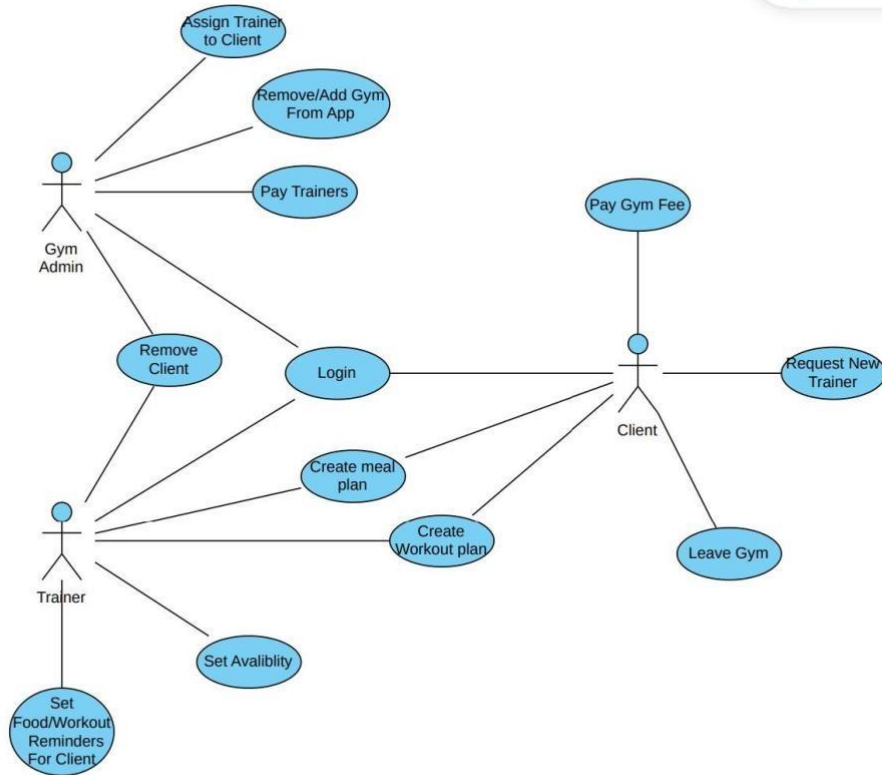 Assign Trainer
to Client
Remove/Add Gym
From App
Pay Trainers
Gym
Admin
Pay Gym Fee
Remove
Client
Login
Request New
Trainer
Client
Create meal
plan
Create
Workout plan
Leave Gym
Trainer
Set Avaliblity
Set
Food/Workout
Reminders
For Client